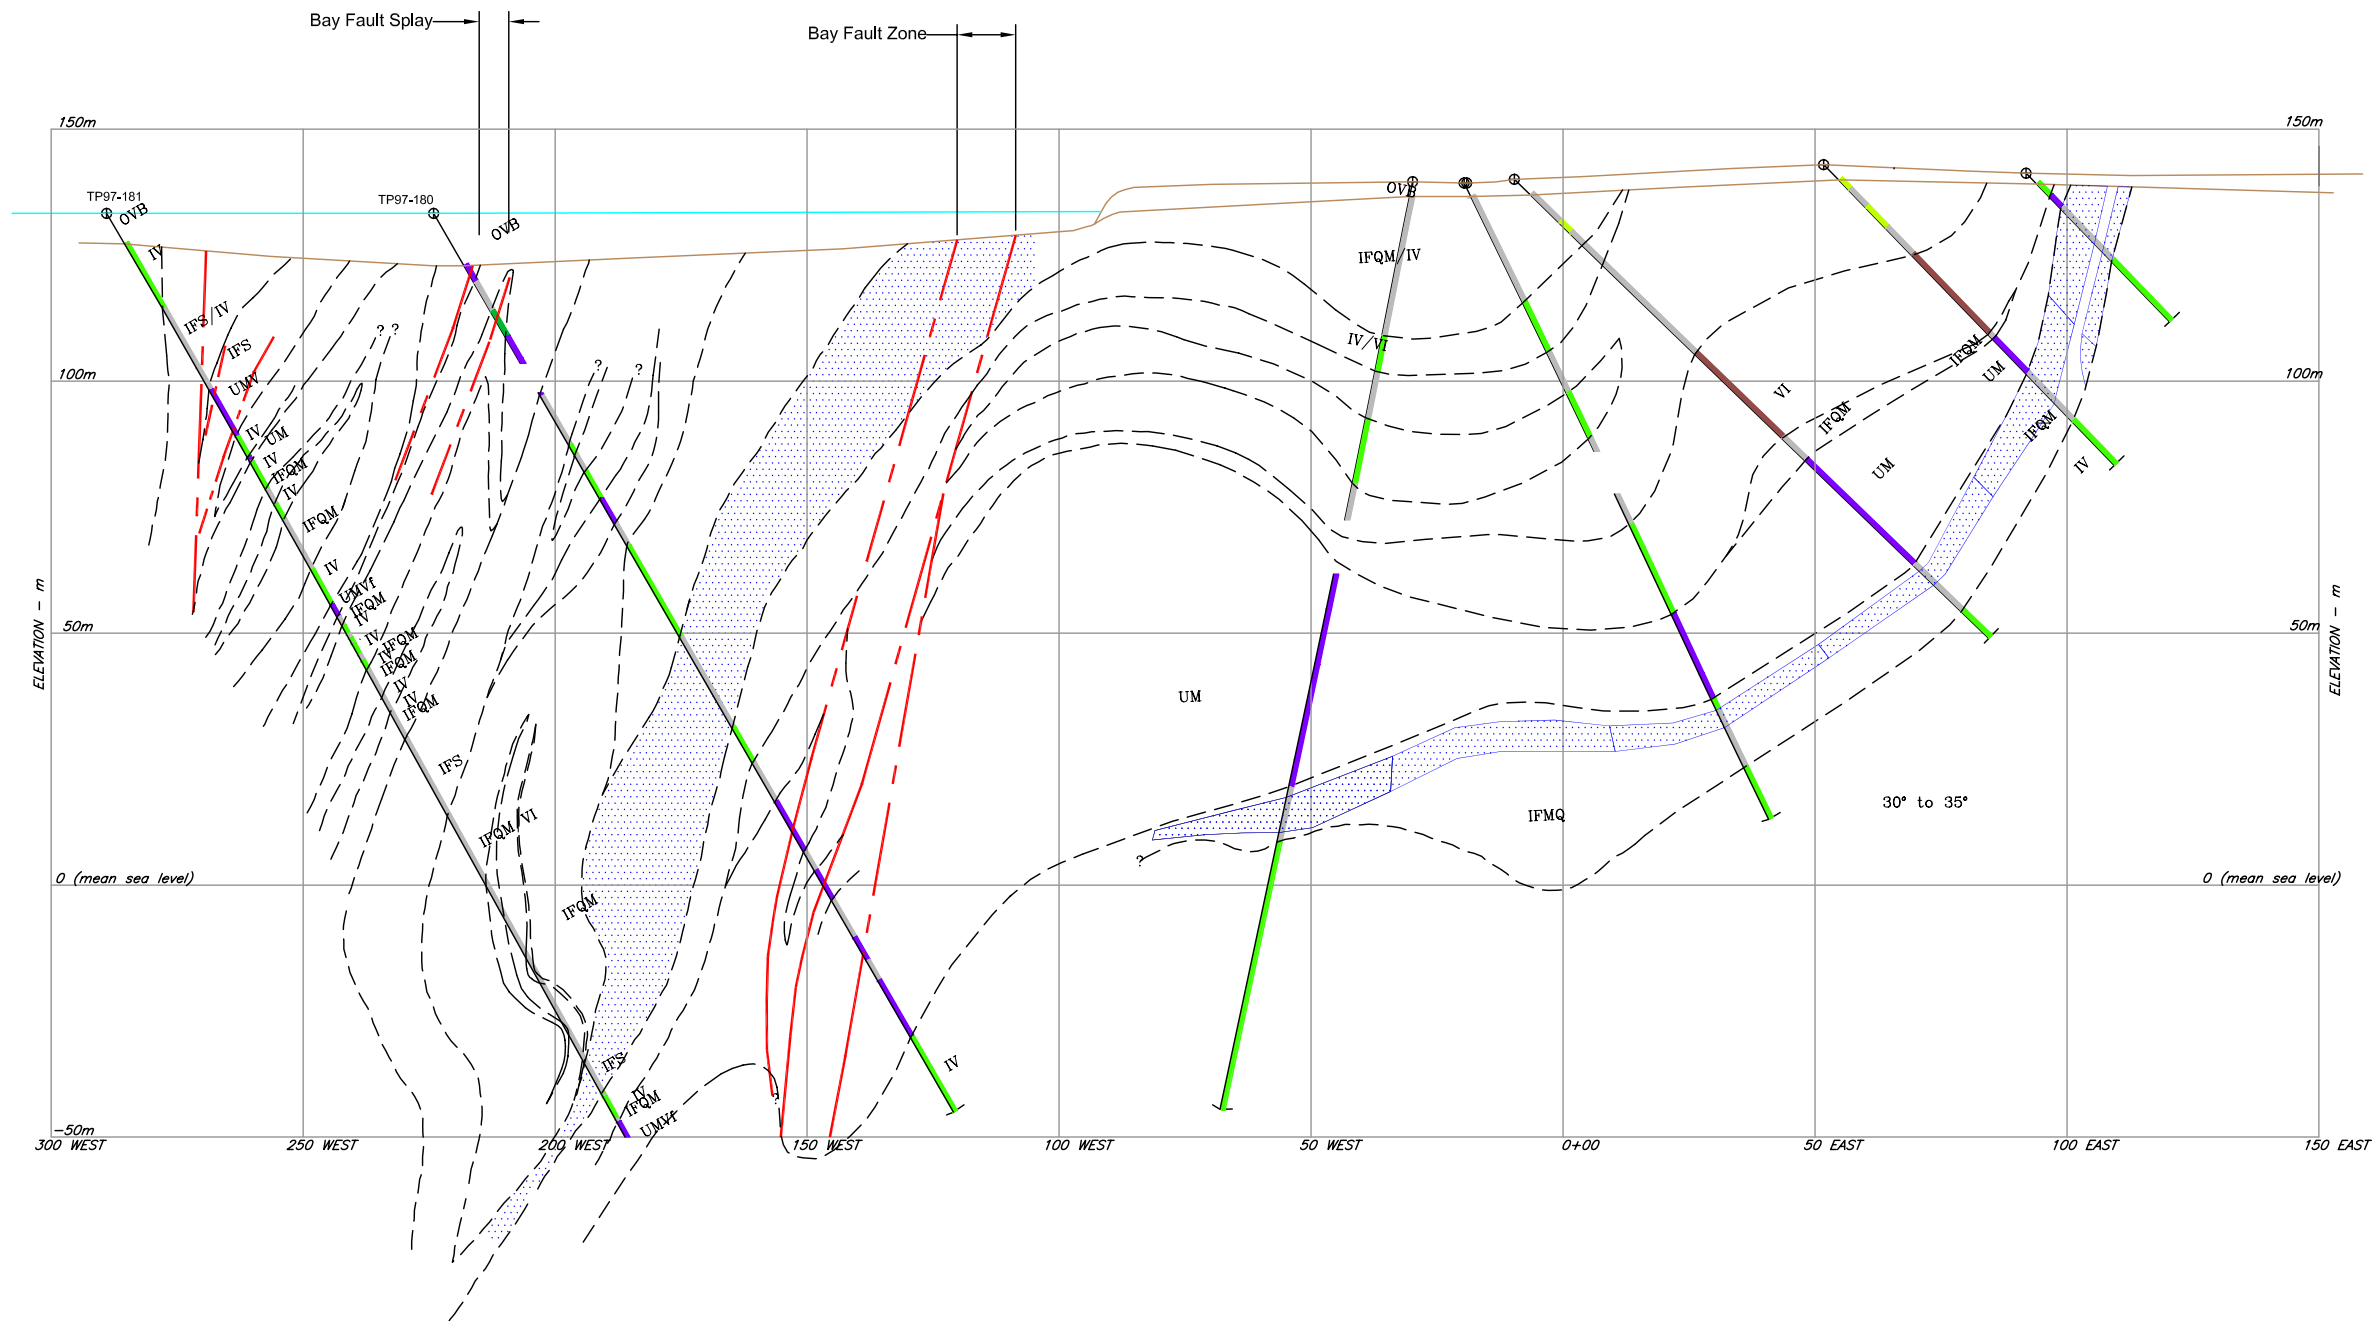 Bay Fault Splay
Bay Fault Zone
150m
150m
TP97-181
TP97-180
OVB
OVB
OVB
IV
IFQM/IV
IFS/IV
IV/VI
IFS
IFQM
100m
100m
UMV
UM
VI
IFQM
IFQM
IV
UM
IV
IFQM
IV
UM
IV
IFQM
IV
UMVf
IFQM
IV
IV
IFQM
50m
50m
IV
IFQM
IV
IV
IFQM
ELEVATION - m
ELEVATION - m
UM
IFS
30° to 35°
IFQM/VI
IFMQ
?
?
?
?
?
?
0 (mean sea level)
0 (mean sea level)
IFQM
IFS
IV
IV
IFQM
UMVf
-50m
300 WEST
250 WEST
200 WEST
150 WEST
100 WEST
50 WEST
0+00
50 EAST
100 EAST
150 EAST